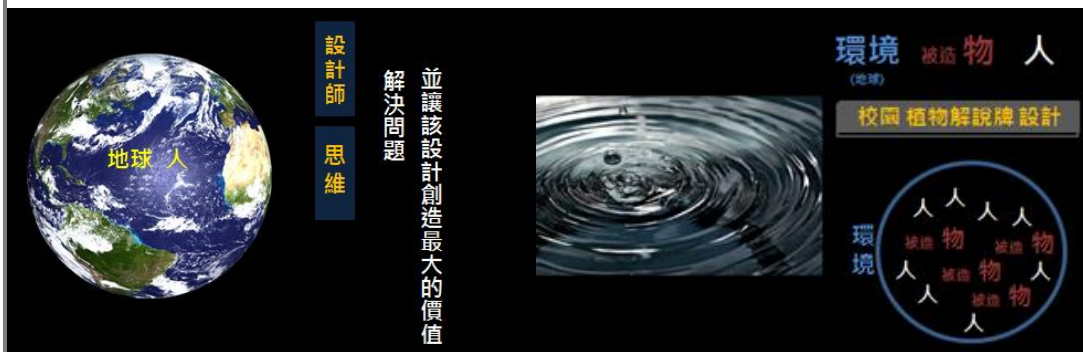 地球 人
設計師
思維
解決問題
並讓該設計創造最大的價值
環境 被造 物 人
(地球)
校園 植物解說牌 設計
環境
人 人 人 人
被造 物 被造 物
人 被造 物 人
人 被造 物
人